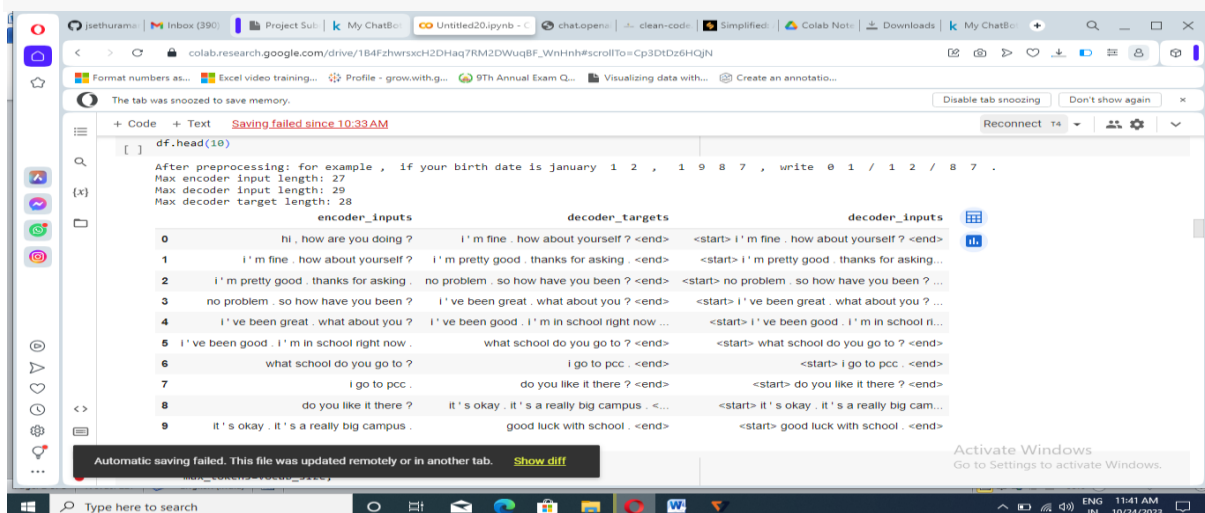 jsethurama
Inbox (390)
Project Sub
My ChatBo
Untitled20.ipynb - C
chat.opena
clean-code
Simplified:
Colab Note
Downloads
My ChatBo
colab.research.google.com/drive/1B4FzhwrsxcH2DHaq7RM2DWuqBF_WnHnh#scrollTo=Cp3DtDz6HQjN
Format numbers as...
Excel video training...
Profile - grow.with.g...
9Th Annual Exam Q...
Visualizing data with...
Create an annotatio...
The tab was snoozed to save memory.
Disable tab snoozing
Don't show again
+ Code + Text Saving failed since 10:33 AM
Reconnect T4
[ ] df.head(10)
After preprocessing: for example , if your birth date is january 1 2 , 1 9 8 7 , write 0 1 / 1 2 / 8 7 .
Max encoder input length: 27
Max decoder input length: 29
Max decoder target length: 28
encoder_inputs decoder_targets decoder_inputs
0 hi , how are you doing ? i ' m fine . how about yourself ? <end> <start> i ' m fine . how about yourself ? <end>
1 i ' m fine . how about yourself ? i ' m pretty good . thanks for asking . <end> <start> i ' m pretty good . thanks for asking...
2 i ' m pretty good . thanks for asking . no problem . so how have you been ? <end> <start> no problem . so how have you been ? ...
3 no problem . so how have you been ? i ' ve been great . what about you ? <end> <start> i ' ve been great . what about you ? ...
4 i ' ve been great . what about you ? i ' ve been good . i ' m in school right now ... <start> i ' ve been good . i ' m in school ri...
5 i ' ve been good . i ' m in school right now . what school do you go to ? <end> <start> what school do you go to ? <end>
6 what school do you go to ? i go to pcc . <end> <start> i go to pcc . <end>
7 i go to pcc . do you like it there ? <end> <start> do you like it there ? <end>
8 do you like it there ? it ' s okay . it ' s a really big campus . <... <start> it ' s okay . it ' s a really big cam...
9 it ' s okay . it ' s a really big campus . good luck with school . <end> <start> good luck with school . <end>
Automatic saving failed. This file was updated remotely or in another tab. Show diff
Activate Windows
Go to Settings to activate Windows.
max_tokens=vocab_size,
Type here to search
ENG 11:41 AM
IN 10/24/2023